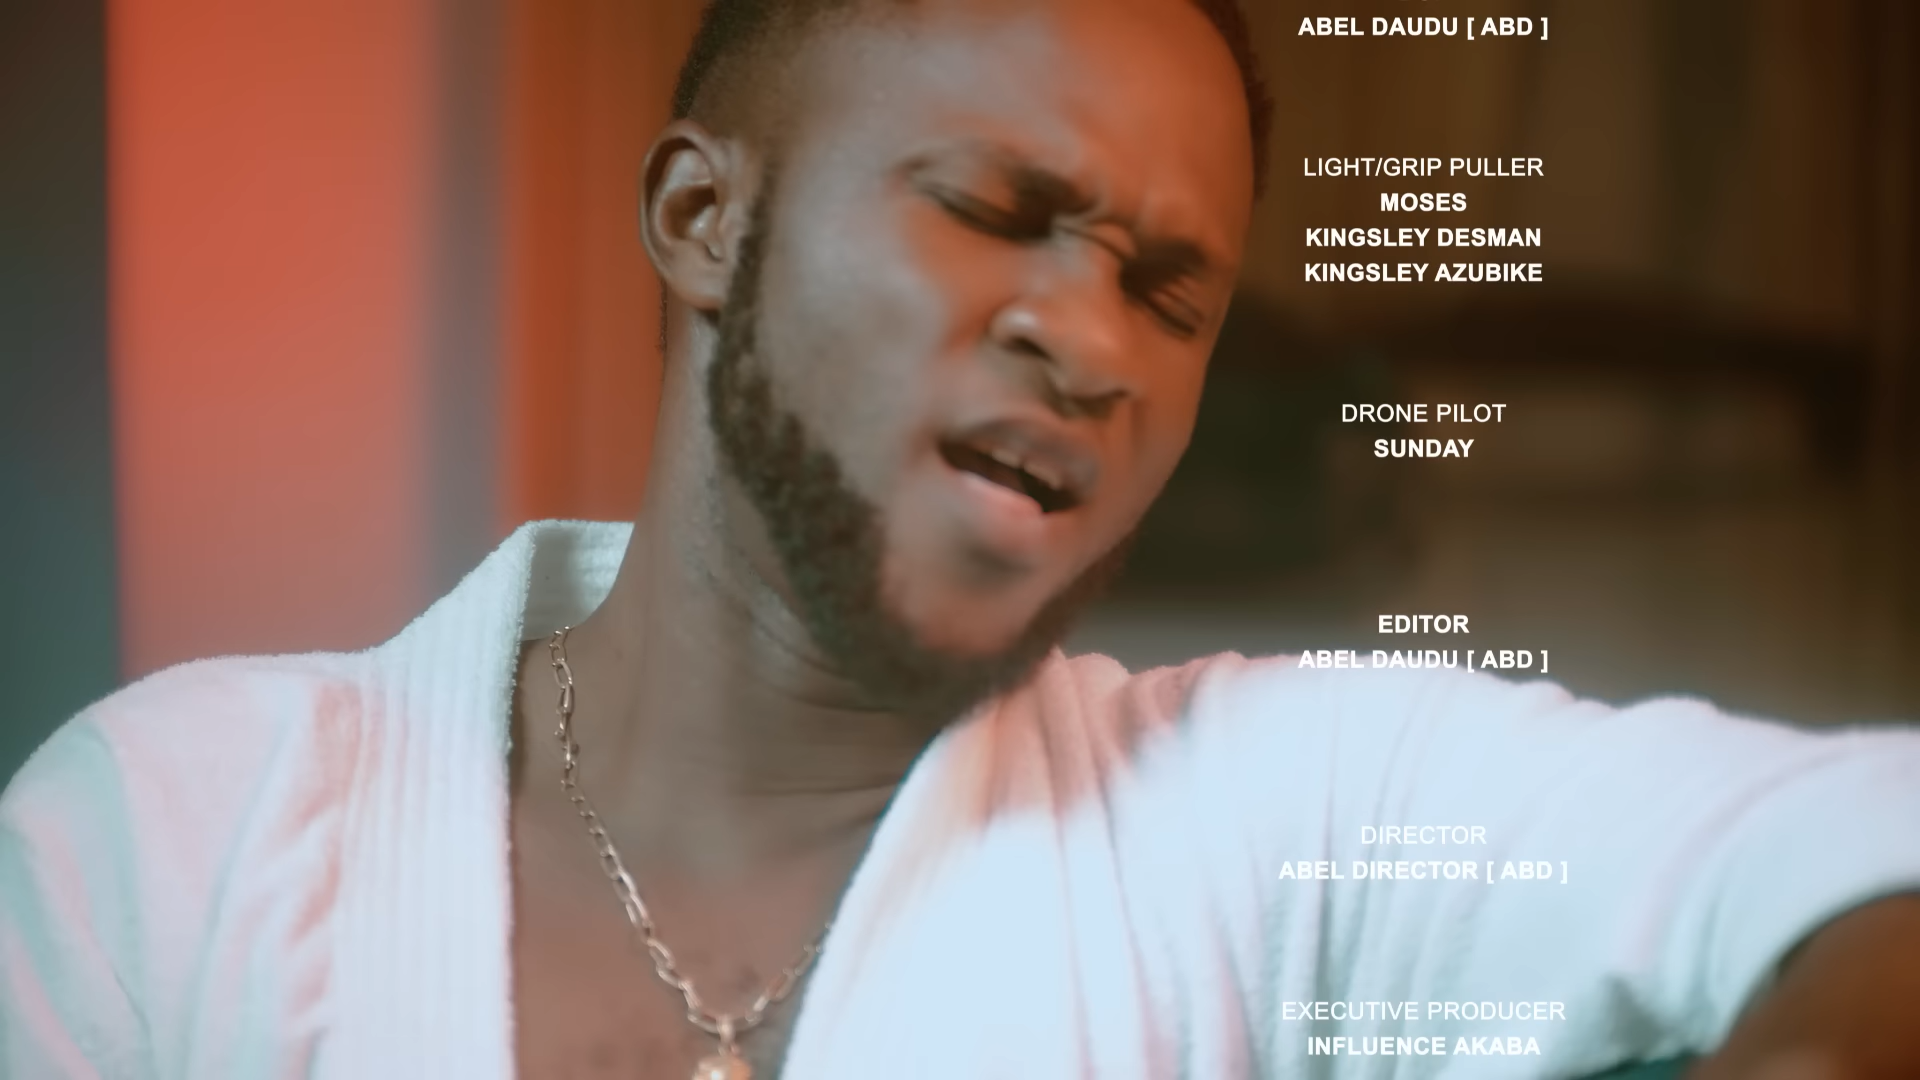 ABEL DAUDU [ ABD ]
LIGHT/GRIP PULLER
MOSES
KINGSLEY DESMAN
KINGSLEY AZUBIKE
DRONE PILOT
SUNDAY
EDITOR
ABEL DAUDU [ ABD ]
DIRECTOR
ABEL DIRECTOR [ ABD ]
EXECUTIVE PRODUCER
INFLUENCE AKABA